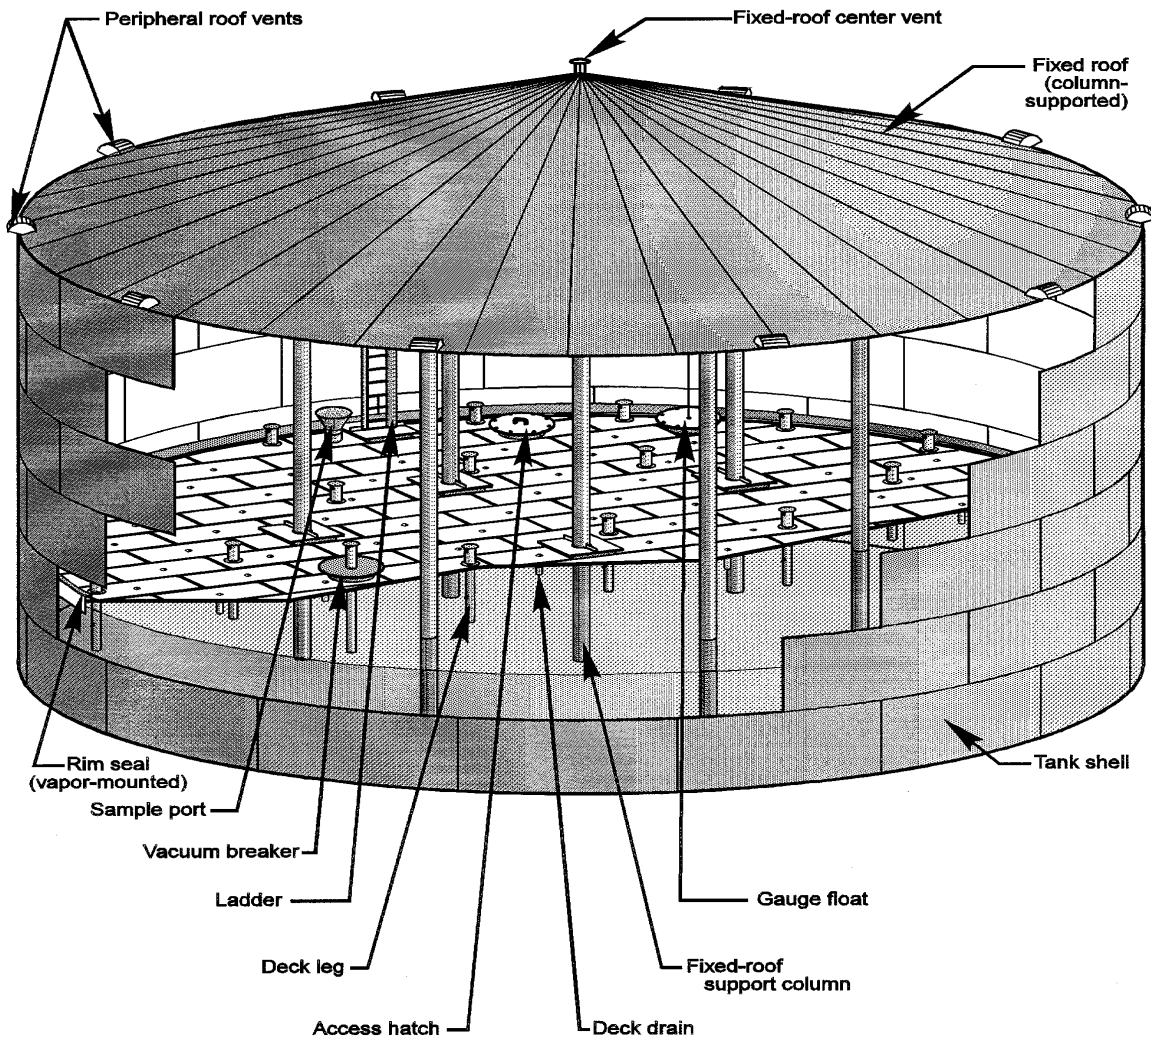 Peripheral roof vents
Fixed-roof center vent
Fixed roof
(column-
supported)
Rim seal
(vapor-mounted)
Tank shell
Sample port
Vacuum breaker
Ladder
Gauge float
Deck leg
Fixed-roof
support column
Access hatch
Deck drain